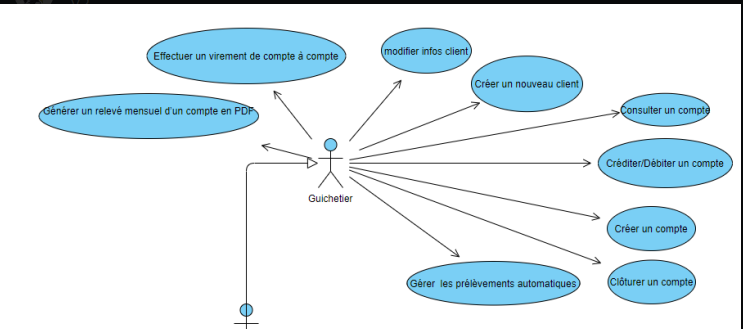 Effectuer un virement de compte à compte
modifier infos client
Créer un nouveau client
Générer un relevé mensuel d'un compte en PDF
Consulter un compte
Créditer/Débiter un compte
Guichetier
Créer un compte
Gérer les prélèvements automatiques
Clôturer un compte